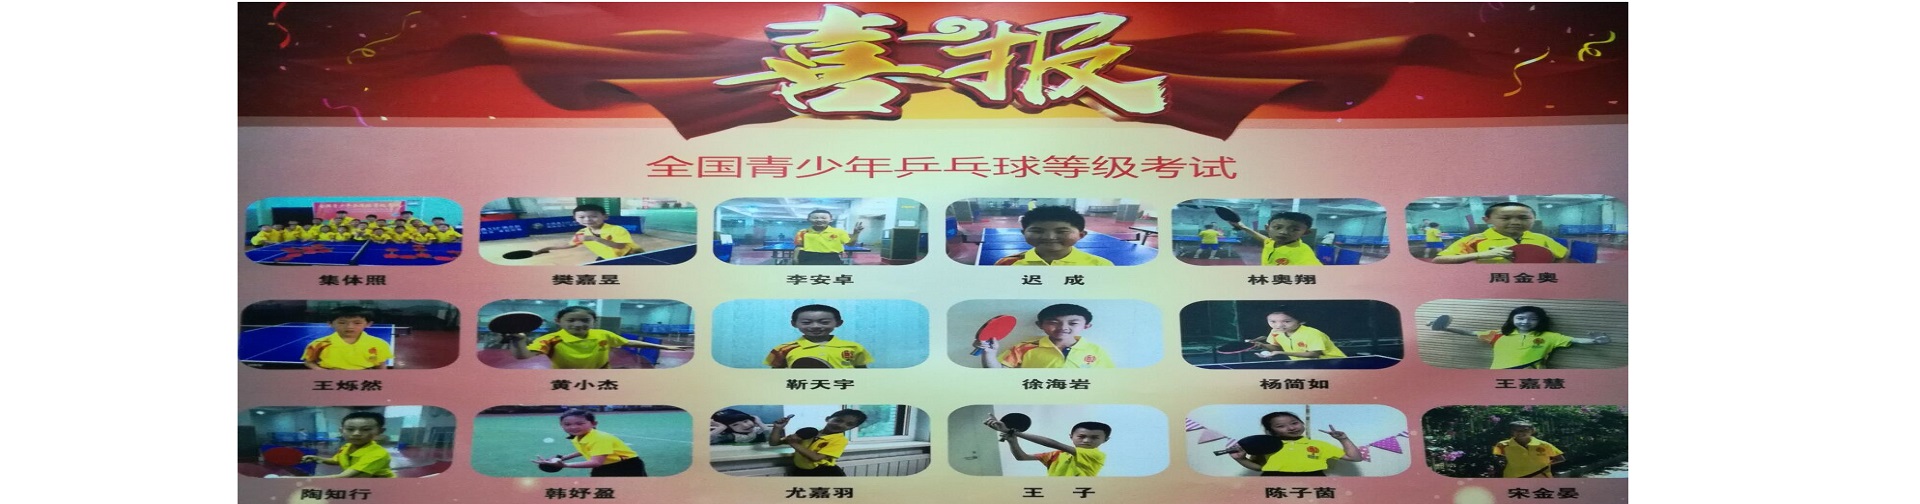 喜报
全国青少年乒乓球等级考试
集体照 樊嘉昱 李安卓 迟 成 林奥翔 周金奥
王烁然 黄小杰 靳天宇 徐海岩 杨简如 王嘉慧
陶知行 韩妤盈 尤嘉羽 王 子 陈子茵 宋金晏